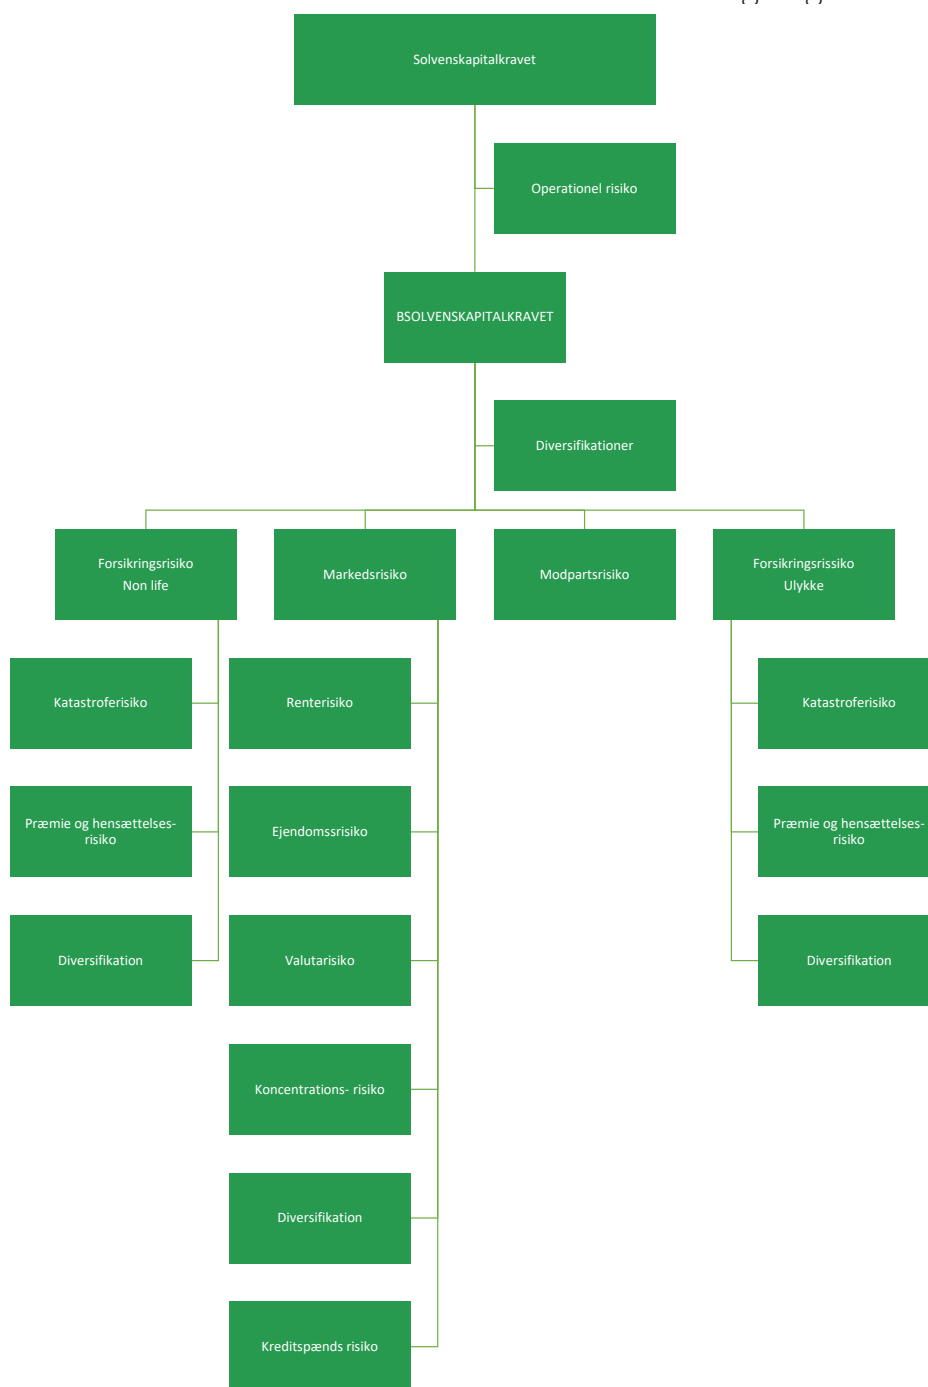 Solvenskapitalkravet
Operationel risiko
BSOLVENSKAPITALKRAVET
Diversifikationer
Forsikringsrisiko
Non life
Markedsrisiko
Modpartsrisiko
Forsikringsrissiko
Ulykke
Katastroferisiko
Renterisiko
Katastroferisiko
Præmie og hensættelses-
risiko
Ejendomssrisiko
Præmie og hensættelses-
risiko
Diversifikation
Valutarisiko
Diversifikation
Koncentrations- risiko
Diversifikation
Kreditspænds risiko